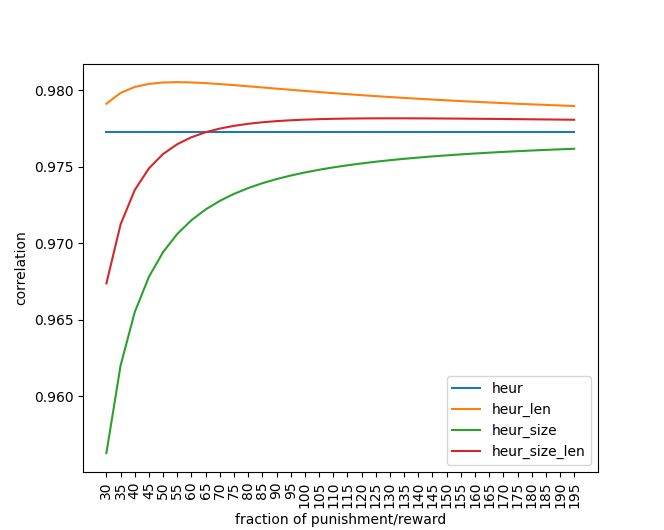 0.980
0.975
0.970
0.965
0.960
correlation
heur
heur_len
heur_size
heur_size_len
30 35 40 45 50 55 60 65 70 75 80 85 90 95 100 105 110 115 120 125 130 135 140 145 150 155 160 165 170 175 180 185 190 195
fraction of punishment/reward